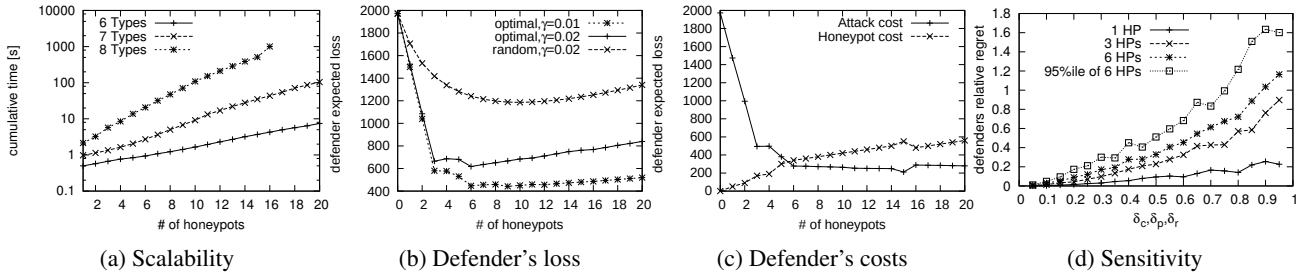 6 Types
7 Types
8 Types
1000
100
10
1
0.1
cumulative time [s]
2 4 6 8 10 12 14 16 18 20
# of honeypots
(a) Scalability
optimal,γ=0.01
optimal,γ=0.02
random,γ=0.02
2000
1800
1600
1400
1200
1000
800
600
400
defender expected loss
0 2 4 6 8 10 12 14 16 18 20
# of honeypots
(b) Defender's loss
Attack cost
Honeypot cost
2000
1800
1600
1400
1200
1000
800
600
400
200
0
defender expected loss
0 2 4 6 8 10 12 14 16 18 20
# of honeypots
(c) Defender's costs
1 HP
3 HPs
6 HPs
95%ile of 6 HPs
1.8
1.6
1.4
1.2
1
0.8
0.6
0.4
0.2
0
defenders relative regret
0 0.1 0.2 0.3 0.4 0.5 0.6 0.7 0.8 0.9 1
δc,δp,δr
(d) Sensitivity